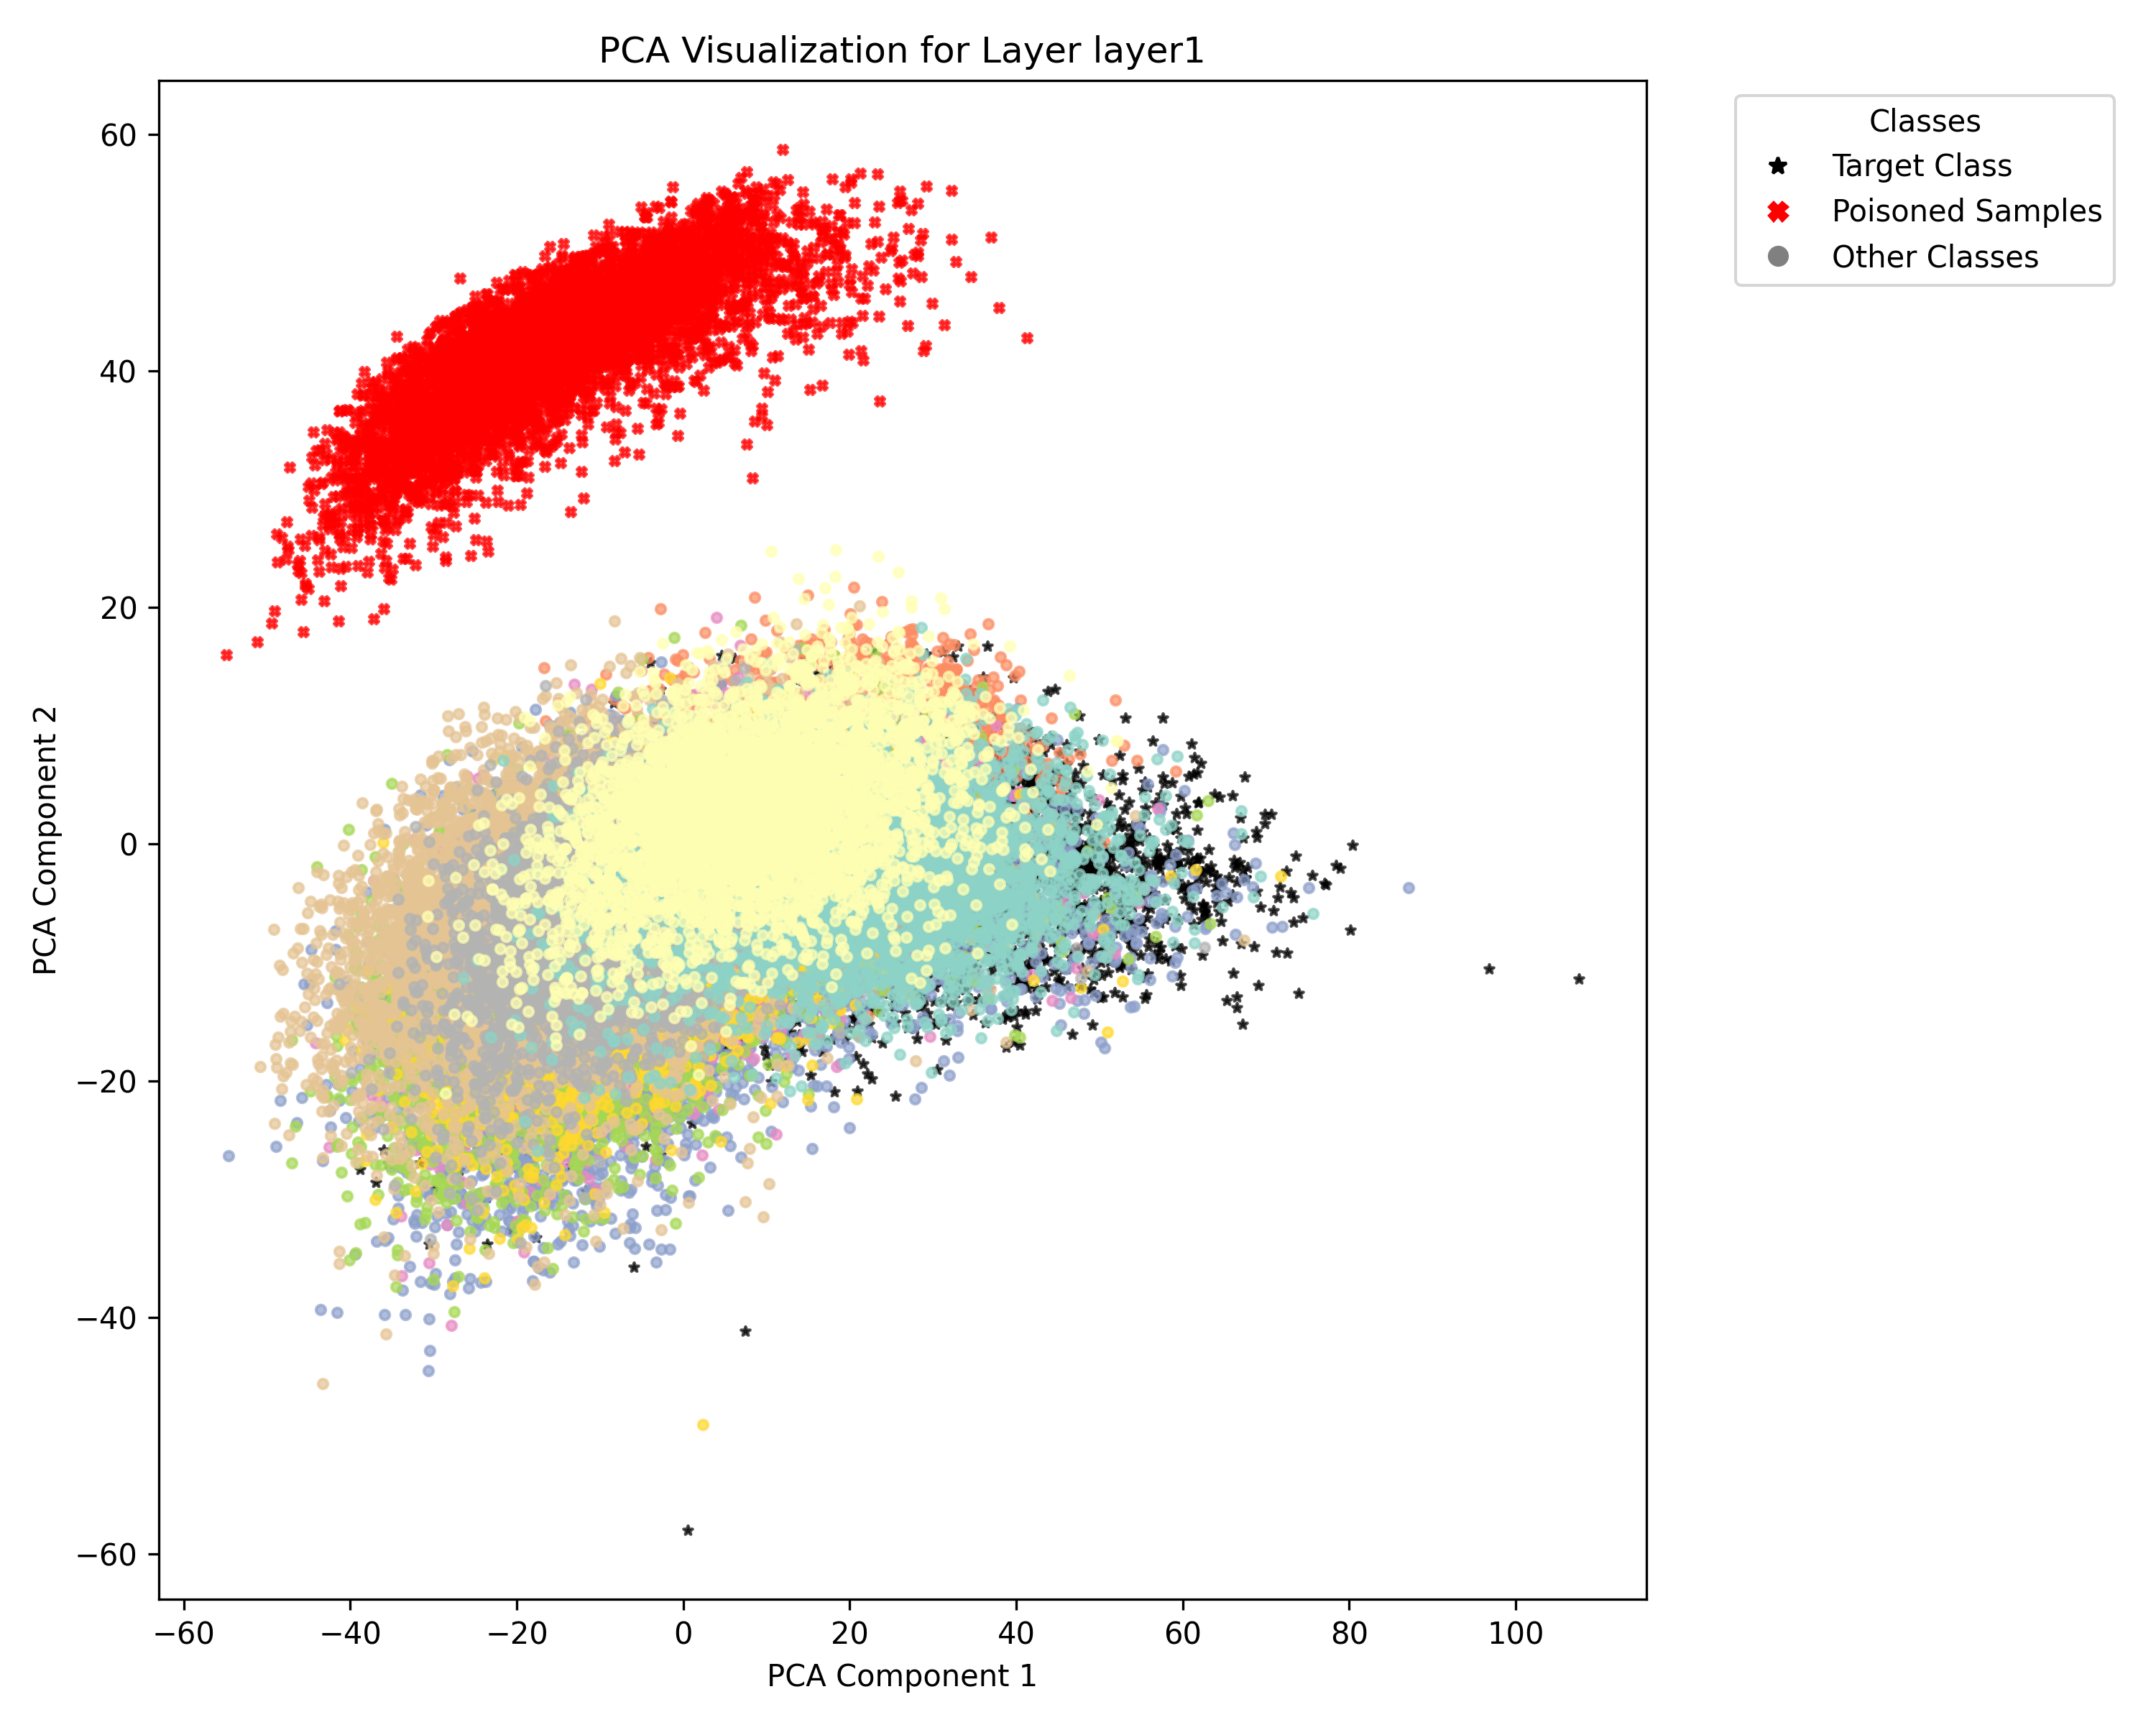 PCA Visualization for Layer layer1
Classes
Target Class
Poisoned Samples
Other Classes
60
40
20
0
−20
−40
−60
PCA Component 2
−60
−40
−20
0
20
40
60
80
100
PCA Component 1